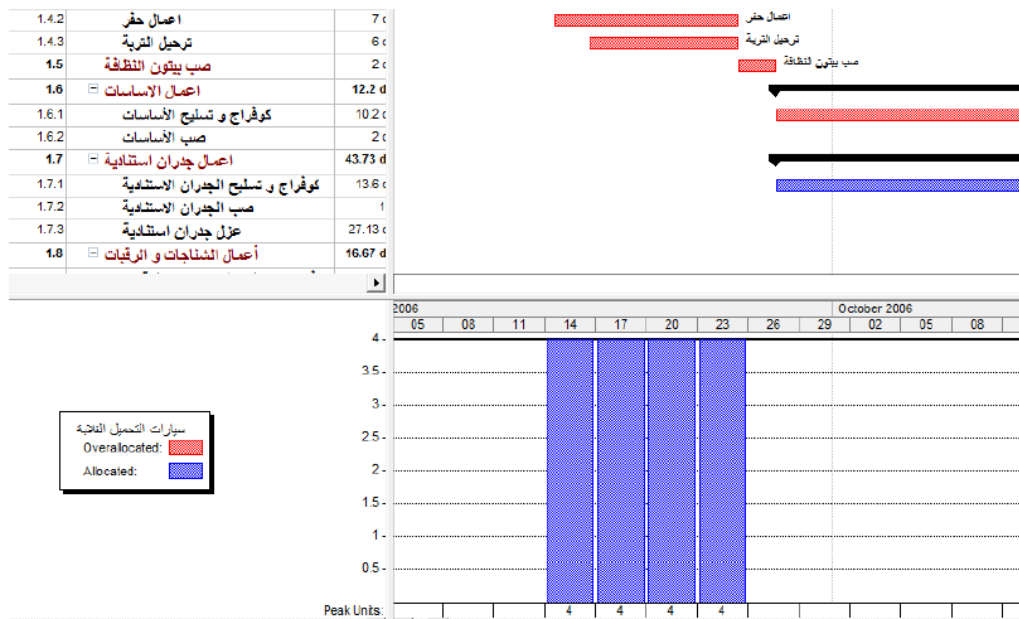 1.4.2 اعمال حفر 7 d اعمال حفر
1.4.3 ترحيل التربة 6 d ترحيل التربة
1.5 صب بيتون النظافة 2 d صب بيتون لنظافة
1.6 اعمال الاساسات 12.2 d
1.6.1 كوفراج و تسليح الأساسات 10.2 d
1.6.2 صب الأساسات 2 d
1.7 اعمال جدران استنادية 43.73 d
1.7.1 كوفراج و تسليح الجدران الاستنادية 13.6 d
1.7.2 صب الجدران الاستنادية 1
1.7.3 عزل جدران استنادية 27.13 d
1.8 أعمال الشناجات و الرقبات 16.67 d
2006 October 2006
05 08 11 14 17 20 23 26 29 02 05 08
4
3.5
3
2.5
2
1.5
1
0.5
سيارات التحميل القلابة
Overallocated:
Allocated:
Peak Units: 4 4 4 4